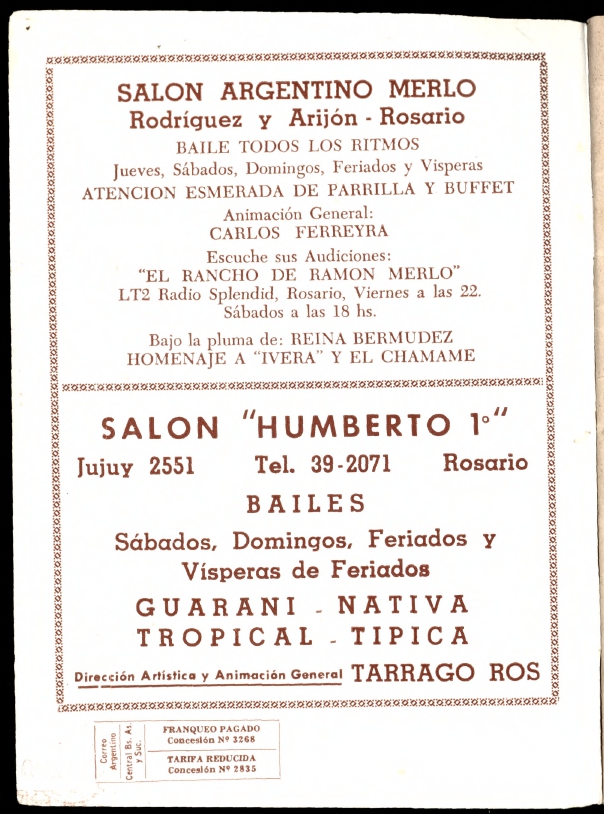 SALON ARGENTINO MERLO
Rodríguez y Arijón - Rosario
BAILE TODOS LOS RITMOS
Jueves, Sábados, Domingos, Feriados y Visperas
ATENCION ESMERADA DE PARRILLA Y BUFFET
Animación General:
CARLOS FERREYRA
Escuche sus Audiciones:
“EL RANCHO DE RAMON MERLO”
LT2 Radio Splendid, Rosario, Viernes a las 22.
Sábados a las 18 hs.
Bajo la pluma de: REINA BERMUDEZ
HOMENAJE A “IVERA” Y EL CHAMAME
SALON “HUMBERTO 1º“
Jujuy 2551 Tel. 39-2071 Rosario
BAILES
Sábados, Domingos, Feriados y
Vísperas de Feriados
GUARANI - NATIVA
TROPICAL - TIPICA
Dirección Artística y Animación General TARRAGO ROS
Correo
Argentino
Central Bs. As.
y Suc.
FRANQUEO PAGADO
Concesión Nº 3268
TARIFA REDUCIDA
Concesión Nº 2835